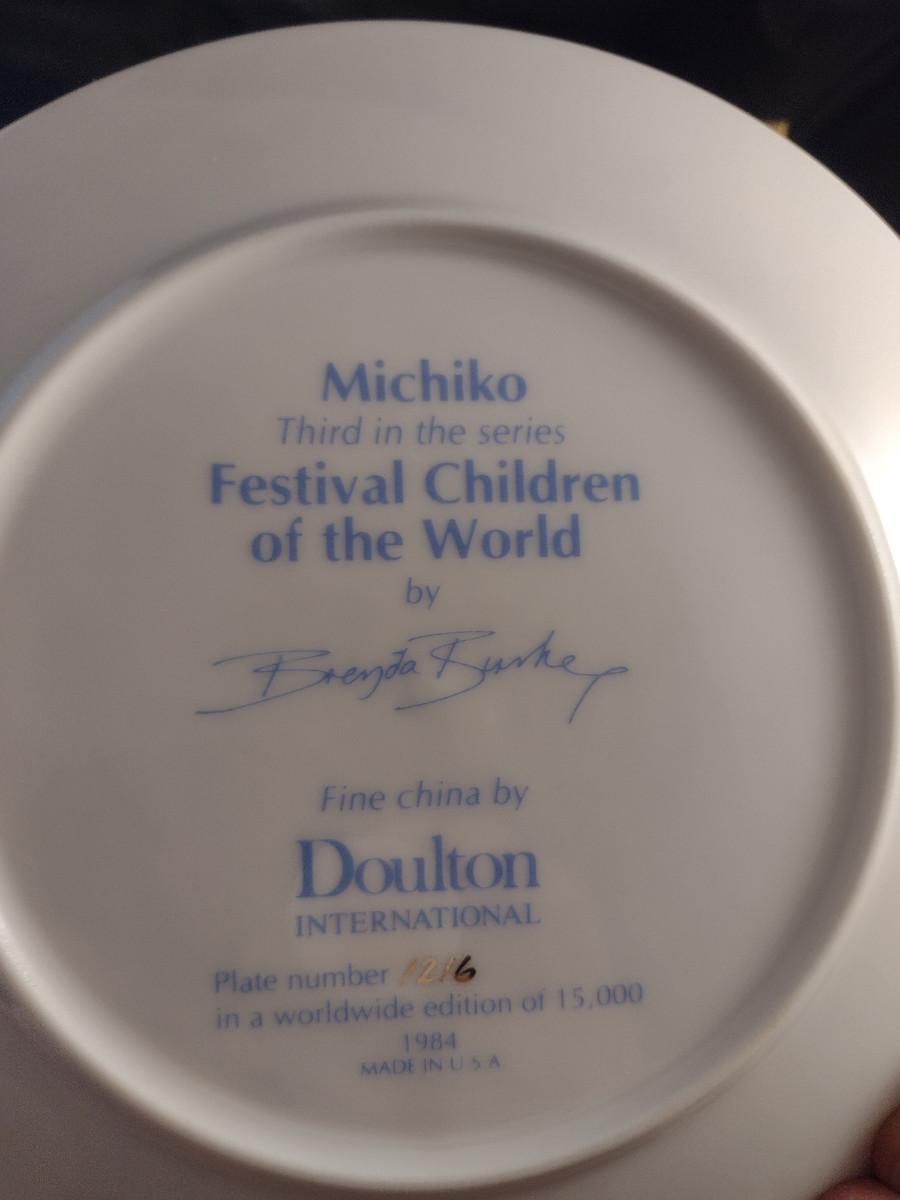 Michiko
Third in the series
Festival Children
of the World
by
Brenda Burke
Fine china by
Doulton
INTERNATIONAL
Plate number 1216
in a worldwide edition of 15,000
1984
MADE IN U S A